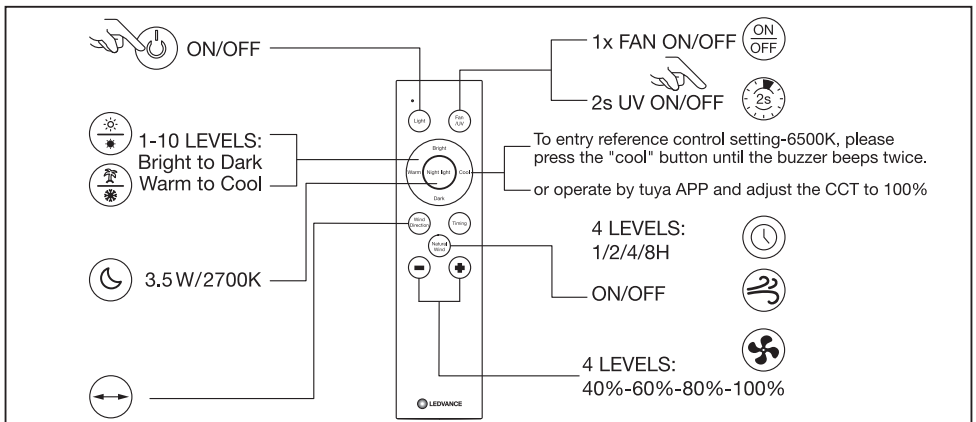 ON/OFF
1x FAN ON/OFF
ON
OFF
2s UV ON/OFF
2s
1-10 LEVELS:
Bright to Dark
Warm to Cool
To entry reference control setting-6500K, please
press the "cool" button until the buzzer beeps twice.
or operate by tuya APP and adjust the CCT to 100%
Light
Fan
/UV
Bright
Warm
Night light
Cool
Dark
Wind
Direction
Timing
Natural
Wind
3.5 W/2700K
4 LEVELS:
1/2/4/8H
ON/OFF
4 LEVELS:
40%-60%-80%-100%
LEDVANCE